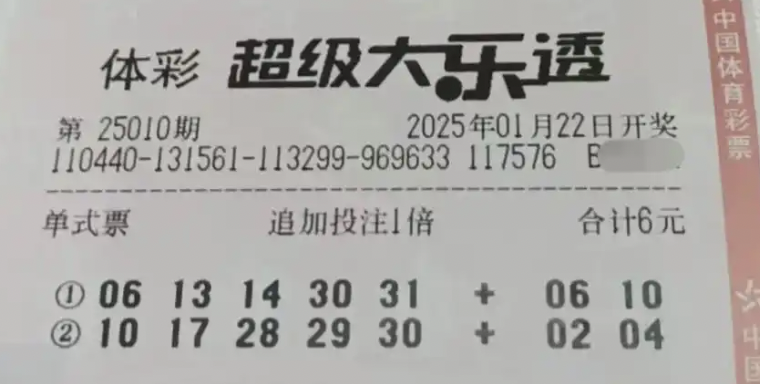 体彩 超级大乐透
第 25010期 2025年01月22日开奖
110440-131561-113299-969633 117576 B
单式票 追加投注1倍 合计6元
① 06 13 14 30 31 + 06 10
② 10 17 28 29 30 + 02 04
中国体育彩票
中国